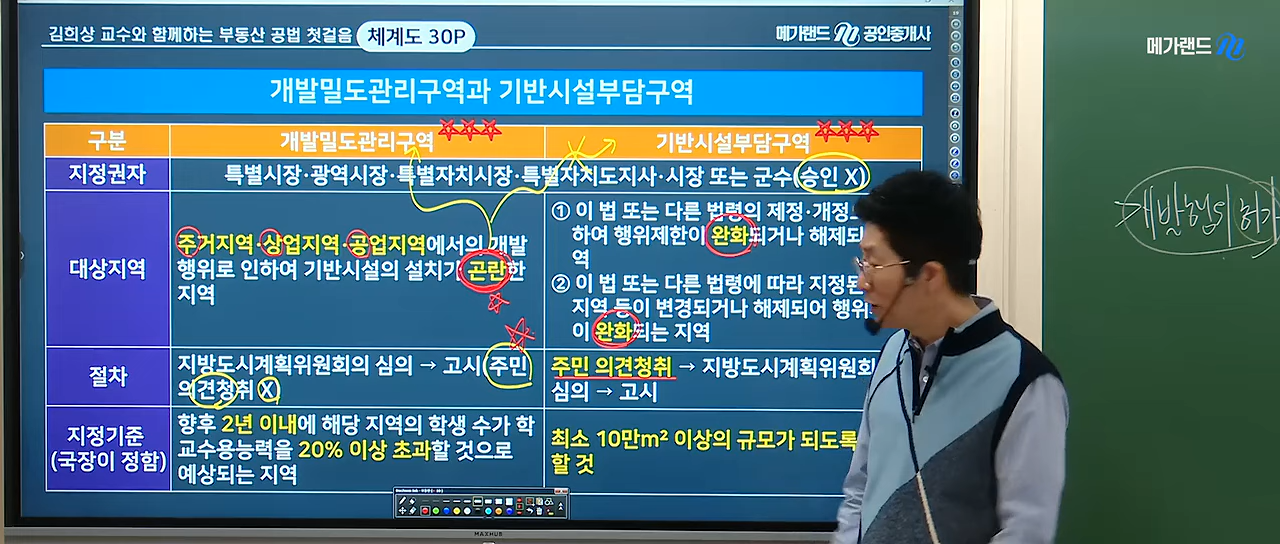 김희상 교수와 함께하는 부동산 공법 첫걸음 체계도 30P
메가랜드 공인중개사
메가랜드
개발밀도관리구역과 기반시설부담구역
구분 개발밀도관리구역 기반시설부담구역
지정권자 특별시장·광역시장·특별자치시장·특별자치도지사·시장 또는 군수(승인 X)
대상지역
주거지역·상업지역·공업지역에서의 개발
행위로 인하여 기반시설의 설치가 곤란한
지역
① 이 법 또는 다른 법령의 제정·개정
하여 행위제한이 완화되거나 해제되
역
② 이 법 또는 다른 법령에 따라 지정된
지역 등이 변경되거나 해제되어 행위
이 완화되는 지역
절차
지방도시계획위원회의 심의 → 고시(주민
의견청취 X)
주민 의견청취 → 지방도시계획위원회
심의 → 고시
지정기준
(국장이 정함)
향후 2년 이내에 해당 지역의 학생 수가 학
교수용능력을 20% 이상 초과할 것으로
예상되는 지역
최소 10만m² 이상의 규모가 되도록
할 것
MAXHUB